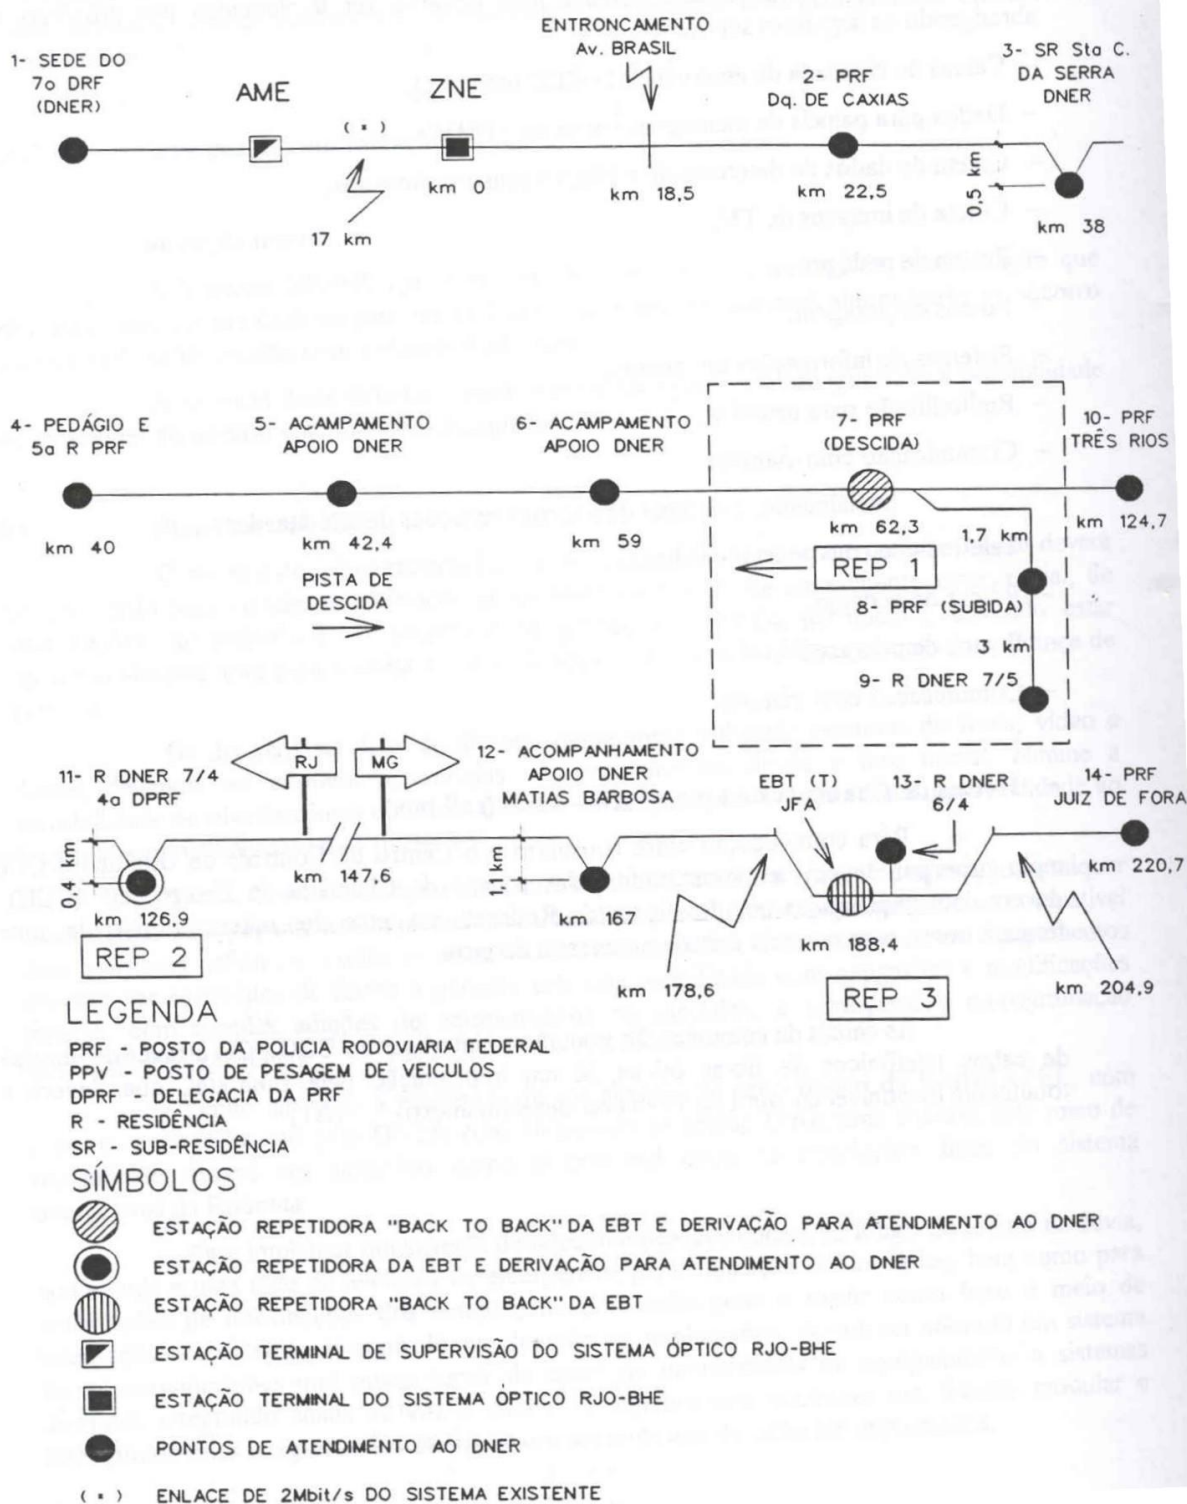 ENTRONCAMENTO
Av. BRASIL
1- SEDE DO
7o DRF
(DNER)
AME
ZNE
2- PRF
Dq. DE CAXIAS
3- SR Sta C.
DA SERRA
DNER
( * )
17 km
km 0
km 18,5
km 22,5
0,5 km
km 38
4- PEDÁGIO E
5a R PRF
5- ACAMPAMENTO
APOIO DNER
6- ACAMPAMENTO
APOIO DNER
7- PRF
(DESCIDA)
10- PRF
TRÊS RIOS
km 40
km 42,4
km 59
km 62,3
1,7 km
km 124,7
PISTA DE
DESCIDA
REP 1
8- PRF (SUBIDA)
3 km
9- R DNER 7/5
11- R DNER 7/4
4a DPRF
RJ
MG
12- ACOMPANHAMENTO
APOIO DNER
MATIAS BARBOSA
EBT (T)
JFA
13- R DNER
6/4
14- PRF
JUIZ DE FORA
0,4 km
km 126,9
km 147,6
1,1 km
km 167
km 178,6
km 188,4
km 204,9
km 220,7
REP 2
REP 3
LEGENDA
PRF - POSTO DA POLICIA RODOVIARIA FEDERAL
PPV - POSTO DE PESAGEM DE VEICULOS
DPRF - DELEGACIA DA PRF
R - RESIDÊNCIA
SR - SUB-RESIDÊNCIA
SÍMBOLOS
ESTAÇÃO REPETIDORA "BACK TO BACK" DA EBT E DERIVAÇÃO PARA ATENDIMENTO AO DNER
ESTAÇÃO REPETIDORA DA EBT E DERIVAÇÃO PARA ATENDIMENTO AO DNER
ESTAÇÃO REPETIDORA "BACK TO BACK" DA EBT
ESTAÇÃO TERMINAL DE SUPERVISÃO DO SISTEMA ÓPTICO RJO-BHE
ESTAÇÃO TERMINAL DO SISTEMA ÓPTICO RJO-BHE
PONTOS DE ATENDIMENTO AO DNER
( * ) ENLACE DE 2Mbit/s DO SISTEMA EXISTENTE